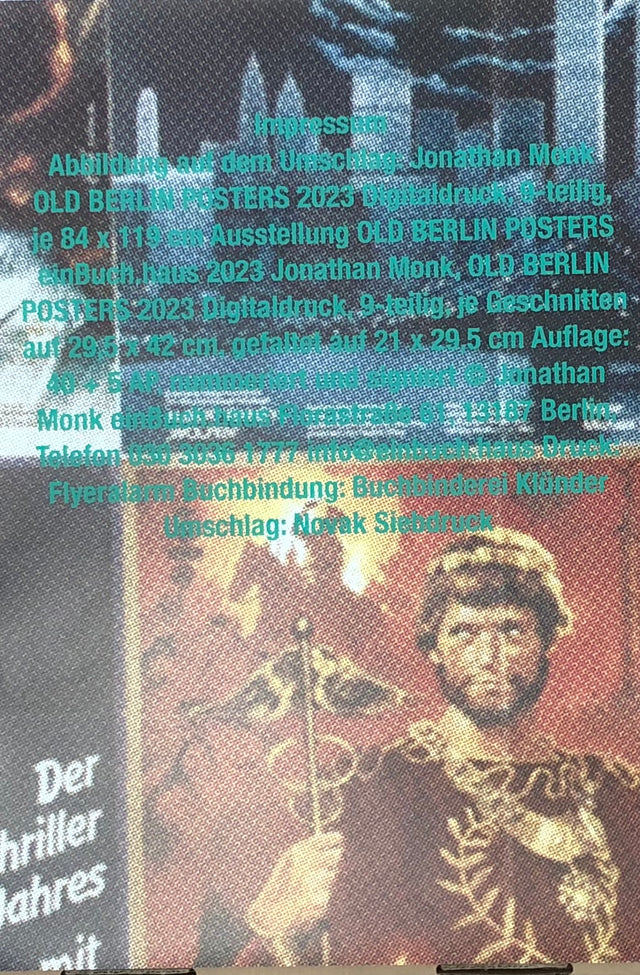 Impressum
Abbildung auf dem Umschlag: Jonathan Monk
OLD BERLIN POSTERS 2023 Digitaldruck, 9-teilig,
je 84 x 119 cm Ausstellung OLD BERLIN POSTERS
einBuch.haus 2023 Jonathan Monk, OLD BERLIN
POSTERS 2023 Digitaldruck, 9-teilig, je Geschnitten
auf 29,5 x 42 cm, gefaltet auf 21 x 29,5 cm Auflage:
40 + 5 AP, nummeriert und signiert © Jonathan
Monk einBuch.haus Florastraße 61, 13187 Berlin,
Telefon 030 3036 1777 info@einbuch.haus Druck:
Flyeralarm Buchbindung: Buchbinderei Klünder
Umschlag: Novak Siebdruck
Der
hriller
Jahres
mit